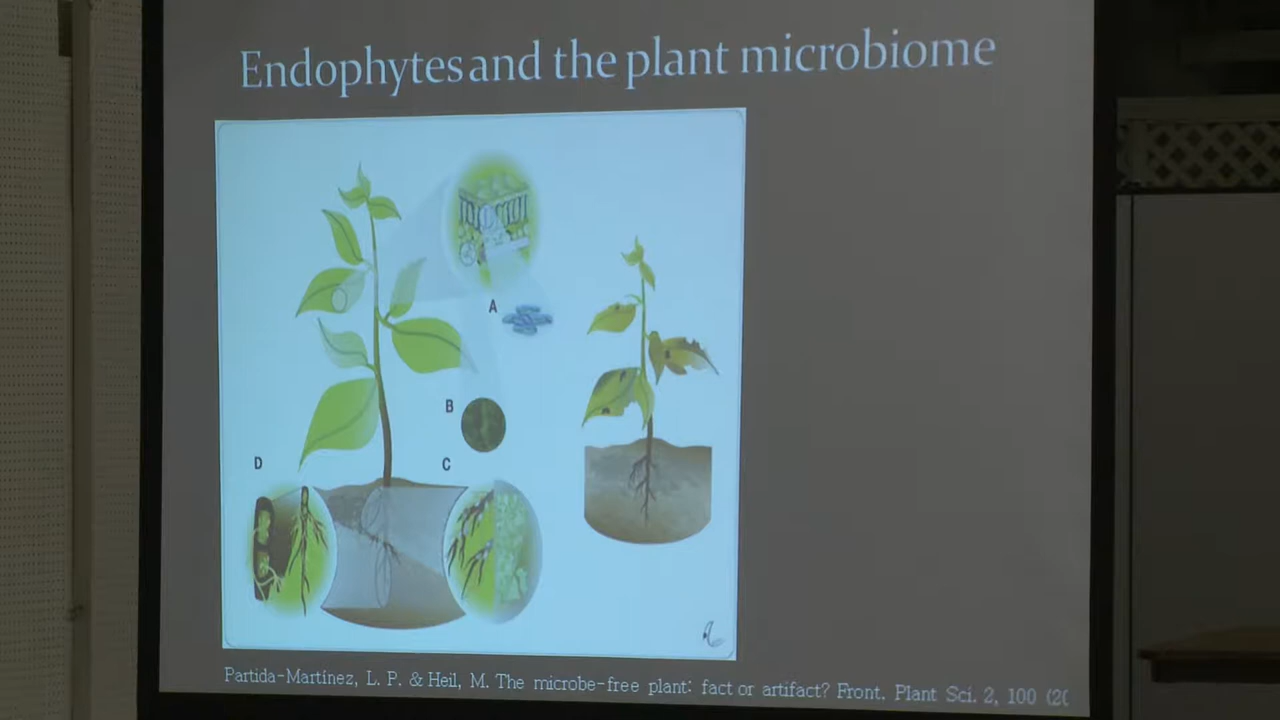 Endophytes and the plant microbiome
A
B
D
C
Partida-Martínez, L. P. & Heil, M. The microbe-free plant: fact or artifact? Front. Plant Sci. 2, 100 (20